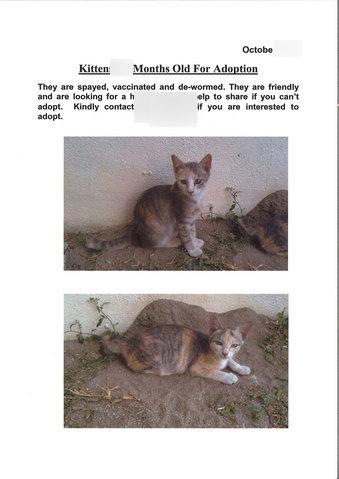 Octobe
Kittens Months Old For Adoption
They are spayed, vaccinated and de-wormed. They are friendly
and are looking for a h elp to share if you can't
adopt. Kindly contact if you are interested to
adopt.